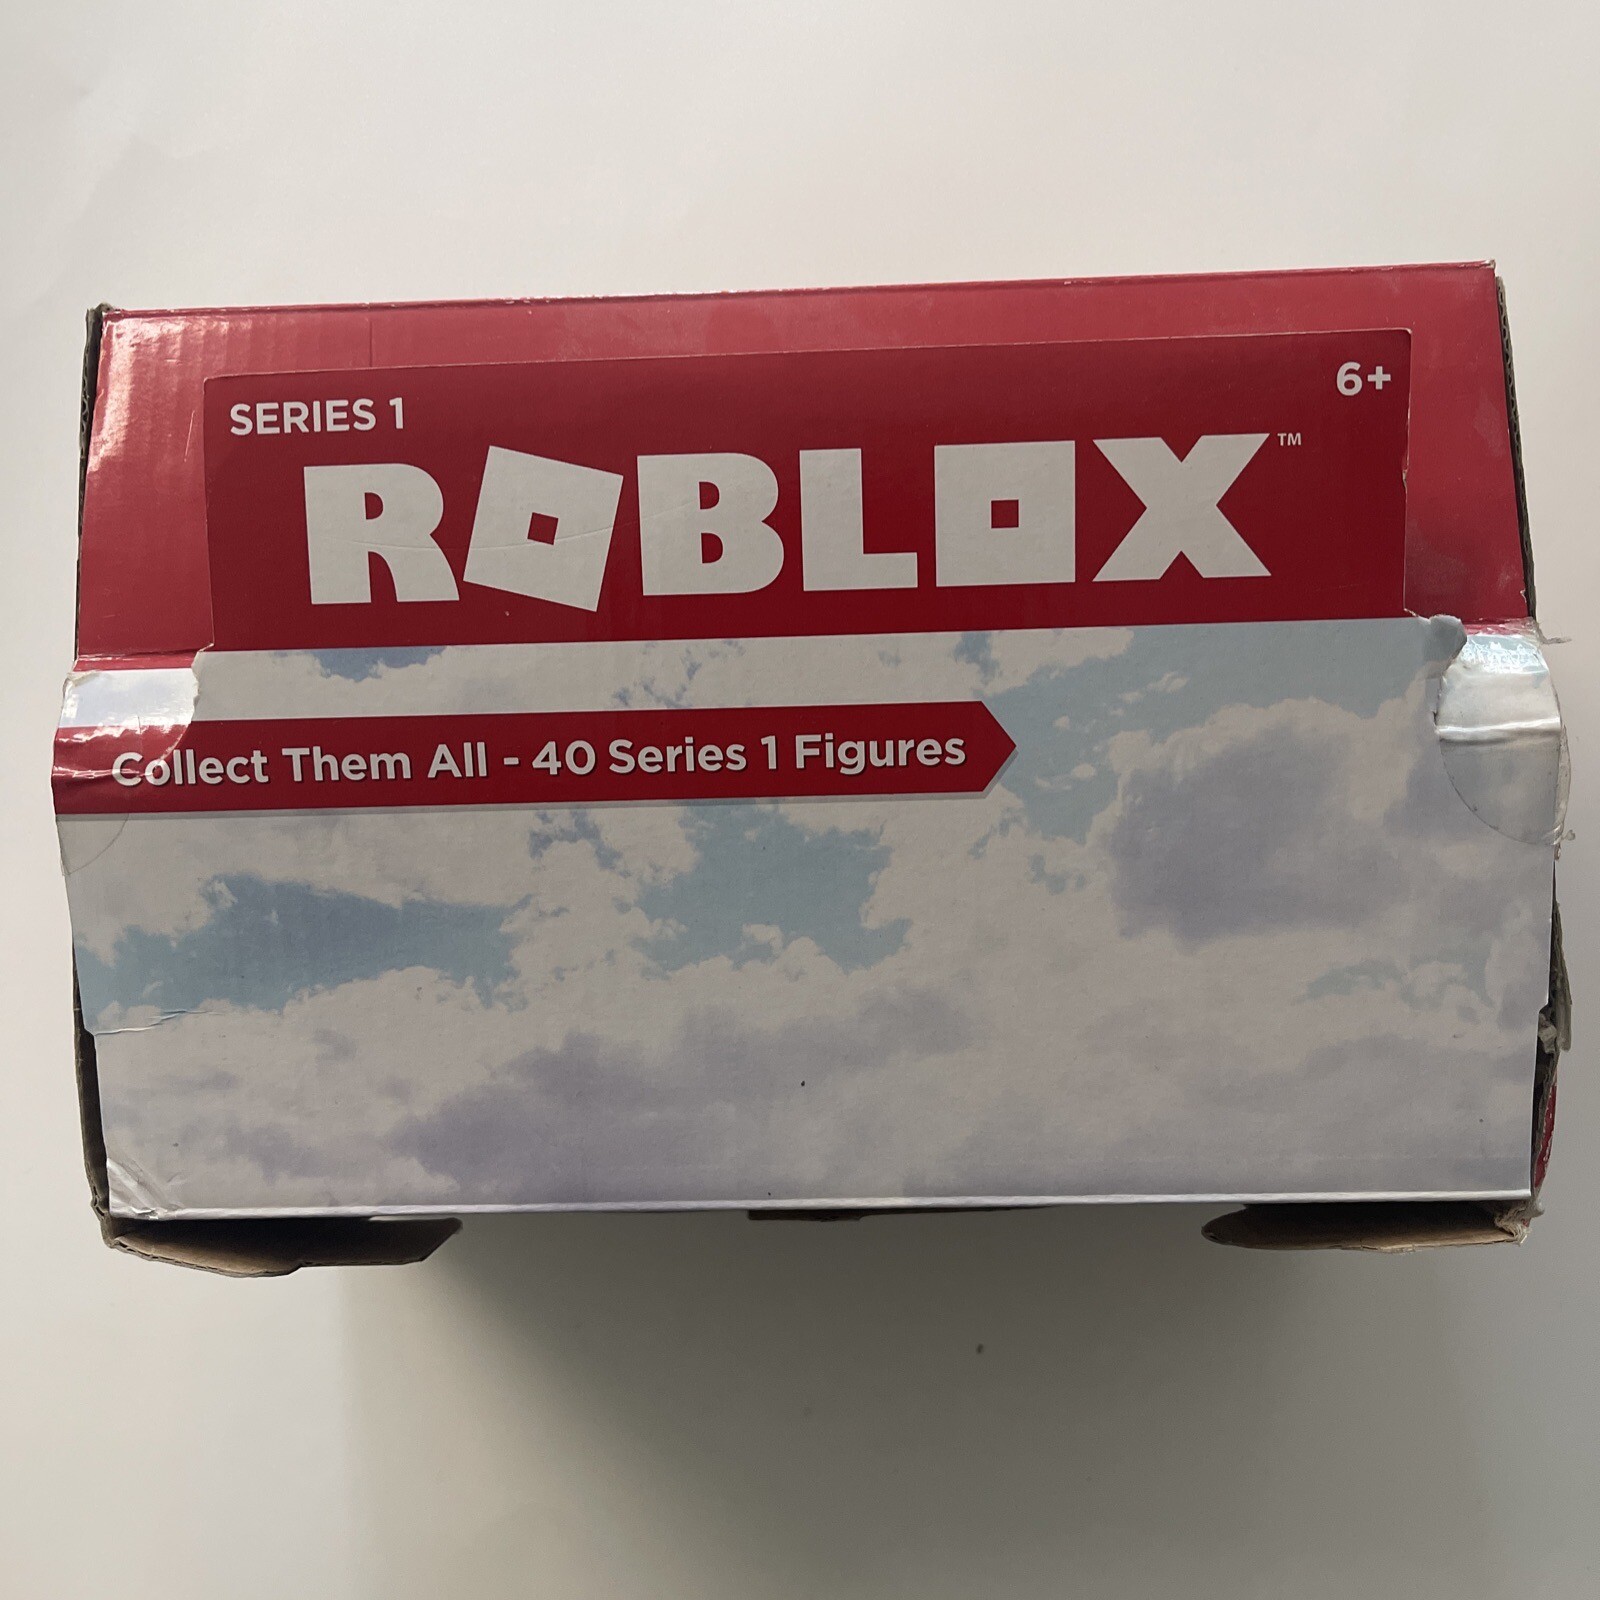 SERIES 1
6+
ROBLOX™
Collect Them All - 40 Series 1 Figures